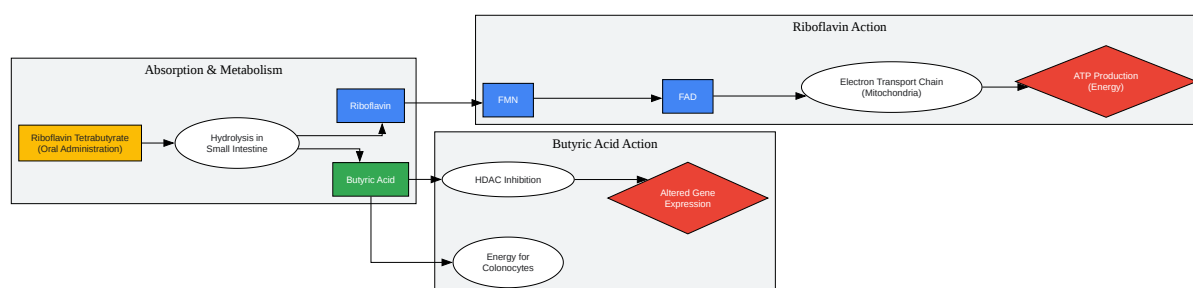 Riboflavin Action
Absorption & Metabolism
Riboflavin
FMN
FAD
Electron Transport Chain
(Mitochondria)
ATP Production
(Energy)
Riboflavin Tetrabutyrate
(Oral Administration)
Hydrolysis in
Small Intestine
Butyric Acid Action
Butyric Acid
HDAC Inhibition
Altered Gene
Expression
Energy for
Colonocytes